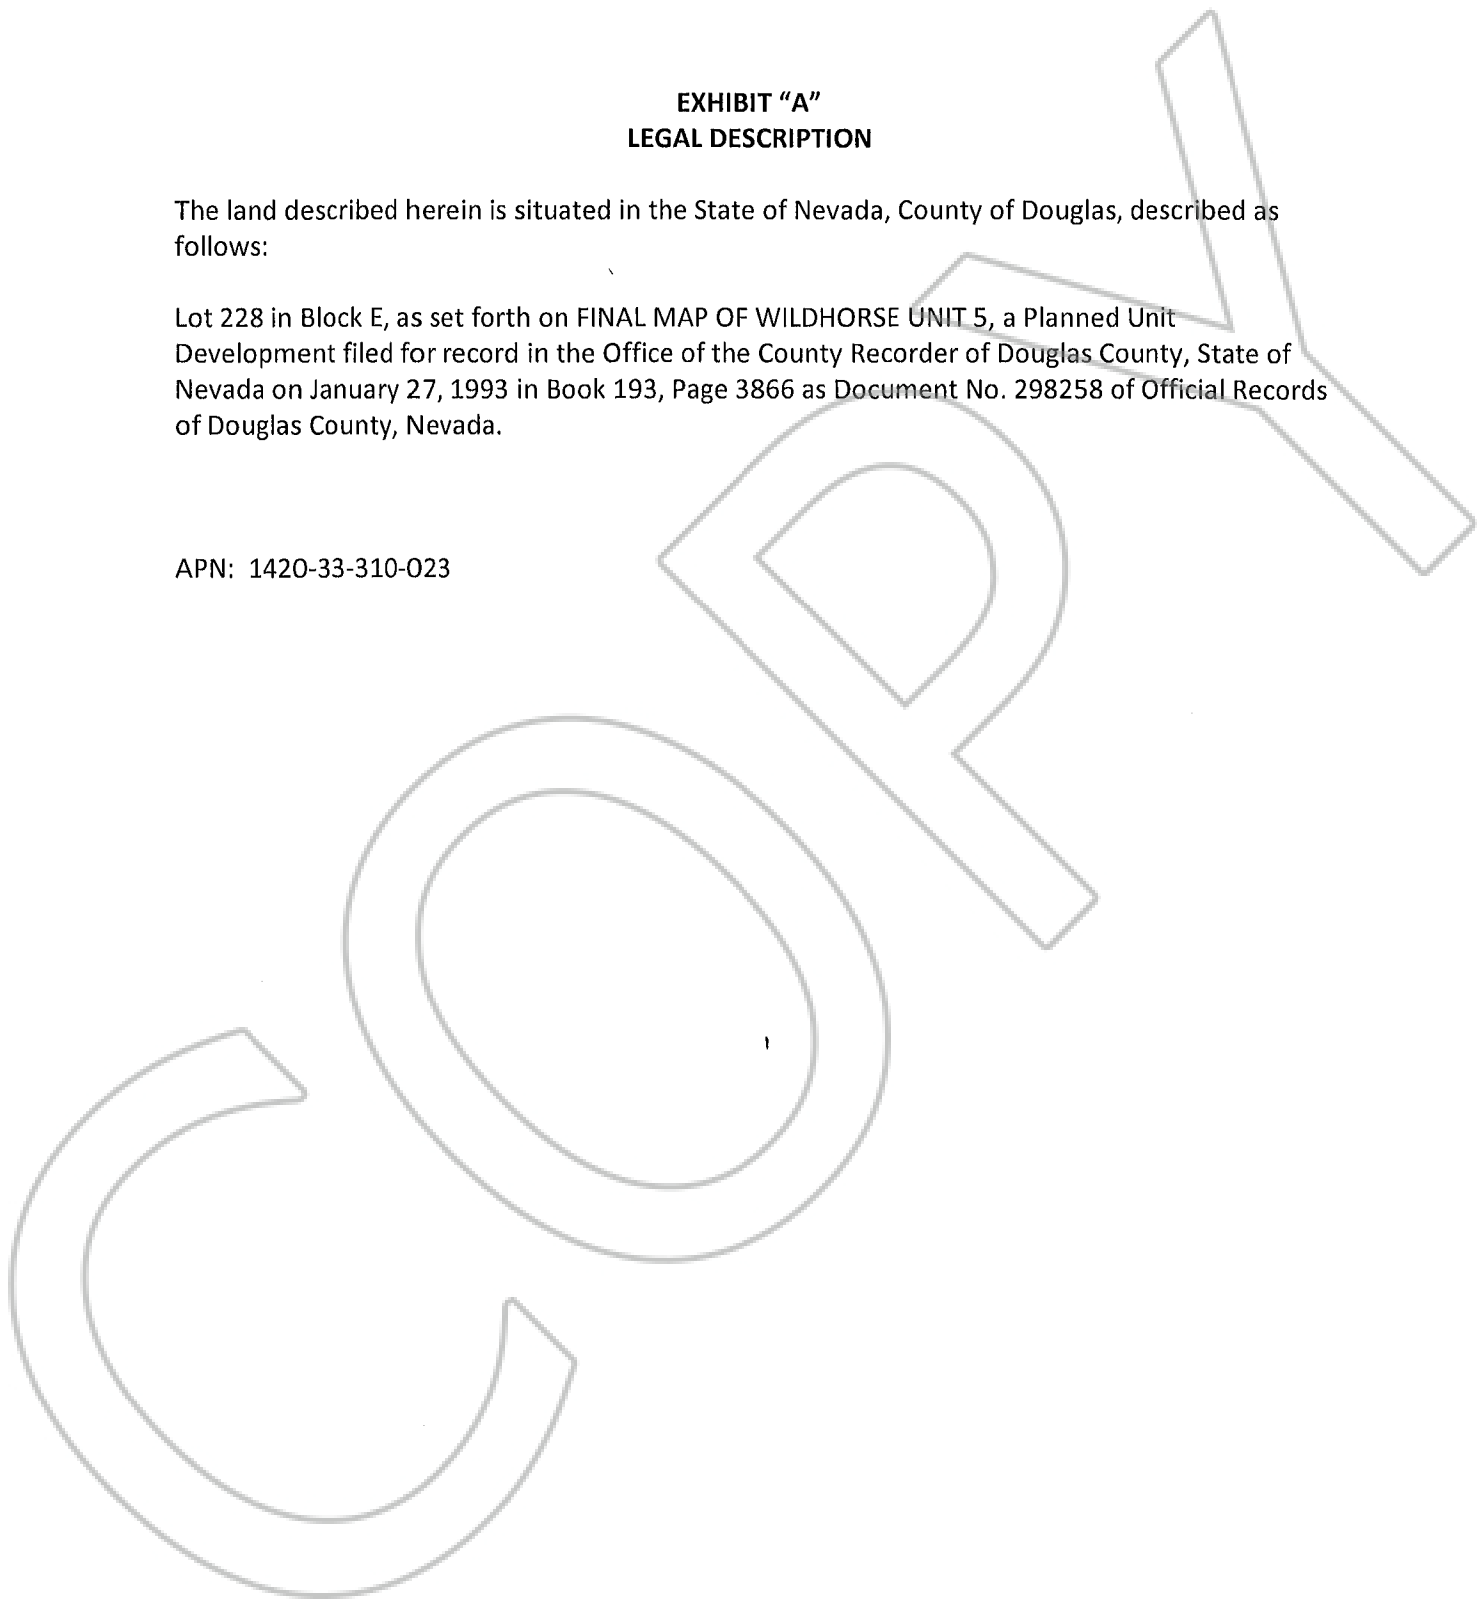 EXHIBIT “A”
LEGAL DESCRIPTION
The land described herein is situated in the State of Nevada, County of Douglas, described as
follows:
Lot 228 in Block E, as set forth on FINAL MAP OF WILDHORSE UNIT 5, a Planned Unit
Development filed for record in the Office of the County Recorder of Douglas County, State of
Nevada on January 27, 1993 in Book 193, Page 3866 as Document No. 298258 of Official Records
of Douglas County, Nevada.
APN: 1420-33-310-023
COPY